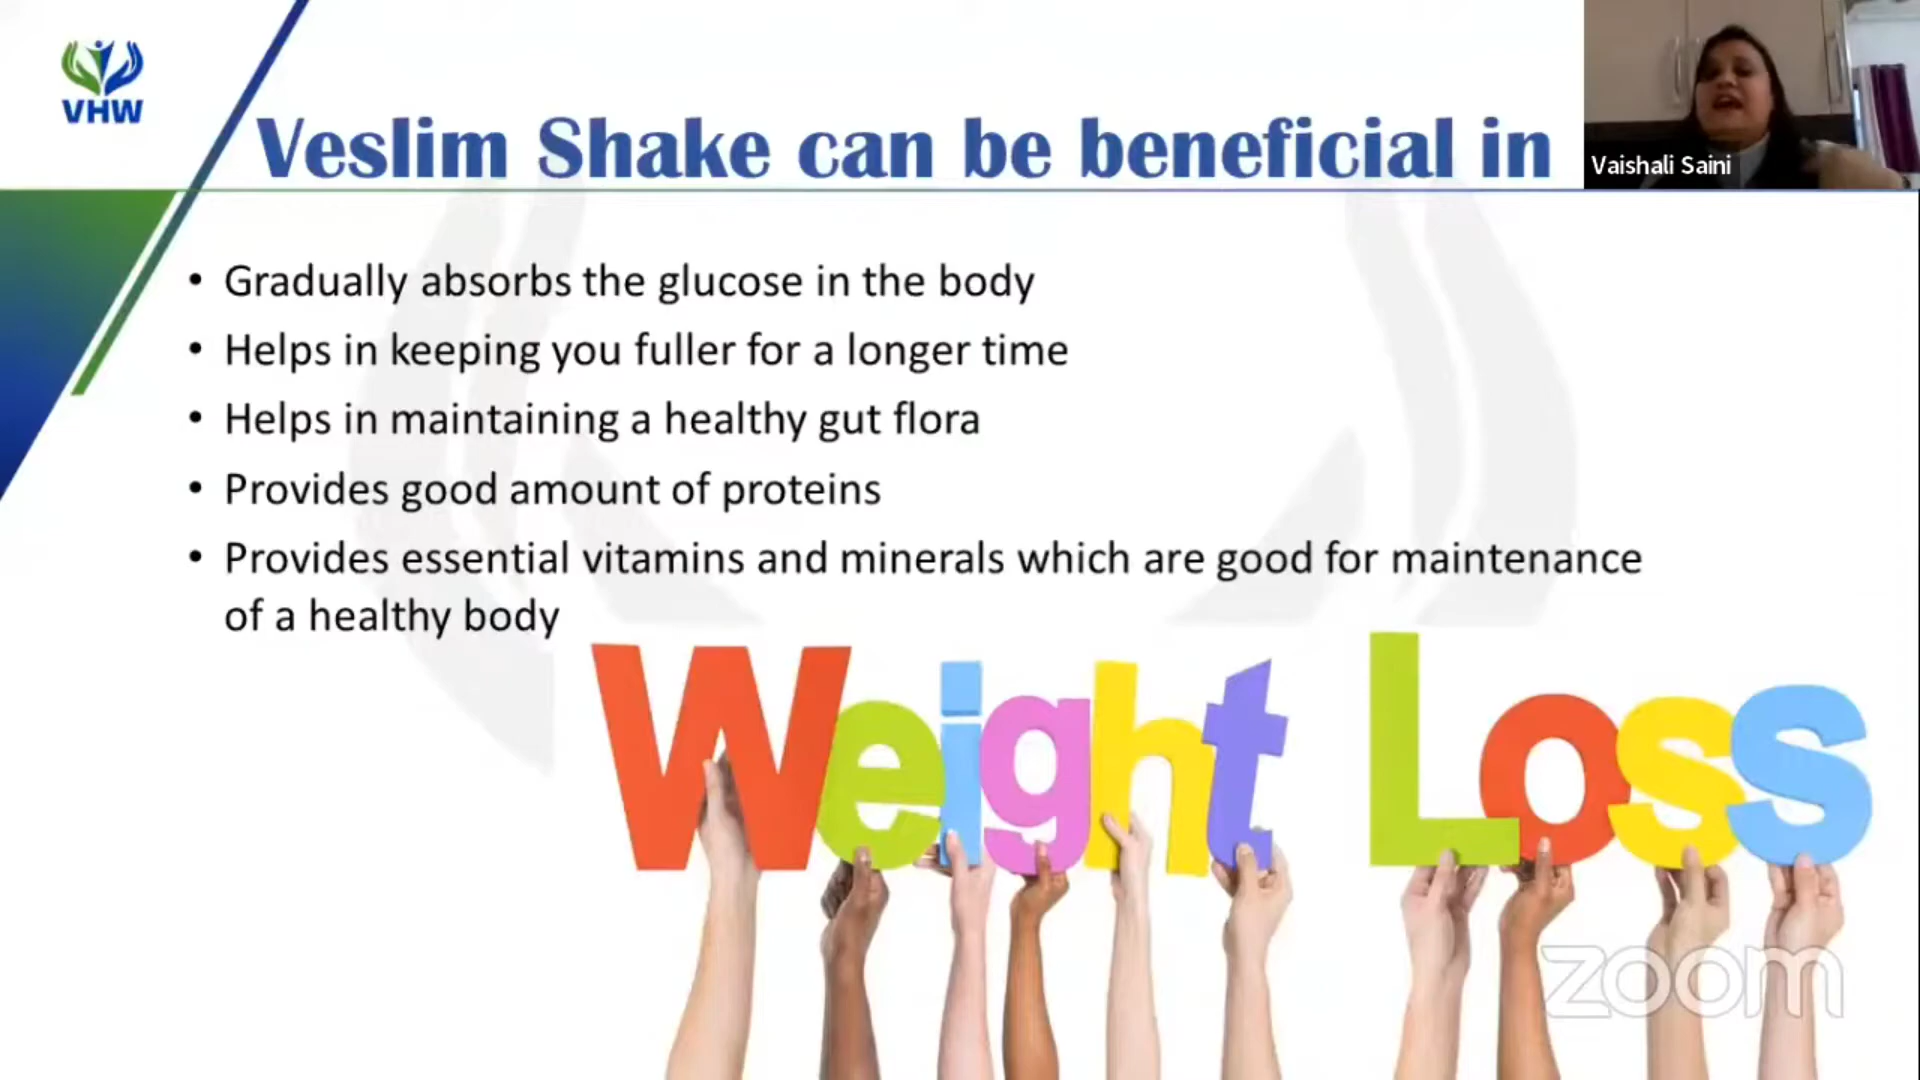 VHW
Veslim Shake can be beneficial in
Vaishali Saini
• Gradually absorbs the glucose in the body
• Helps in keeping you fuller for a longer time
• Helps in maintaining a healthy gut flora
• Provides good amount of proteins
• Provides essential vitamins and minerals which are good for maintenance
of a healthy body
Weight Loss
zoom